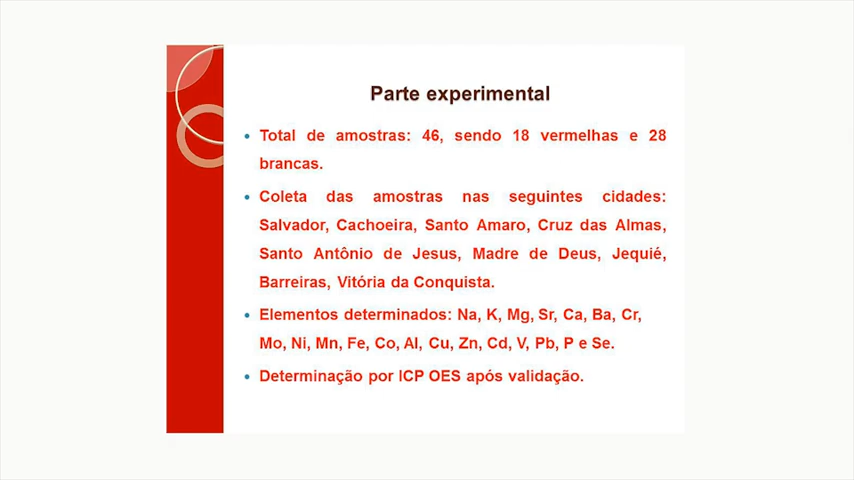 Parte experimental
Total de amostras: 46, sendo 18 vermelhas e 28
brancas.
Coleta das amostras nas seguintes cidades:
Salvador, Cachoeira, Santo Amaro, Cruz das Almas,
Santo Antônio de Jesus, Madre de Deus, Jequié,
Barreiras, Vitória da Conquista.
Elementos determinados: Na, K, Mg, Sr, Ca, Ba, Cr,
Mo, Ni, Mn, Fe, Co, Al, Cu, Zn, Cd, V, Pb, P e Se.
Determinação por ICP OES após validação.